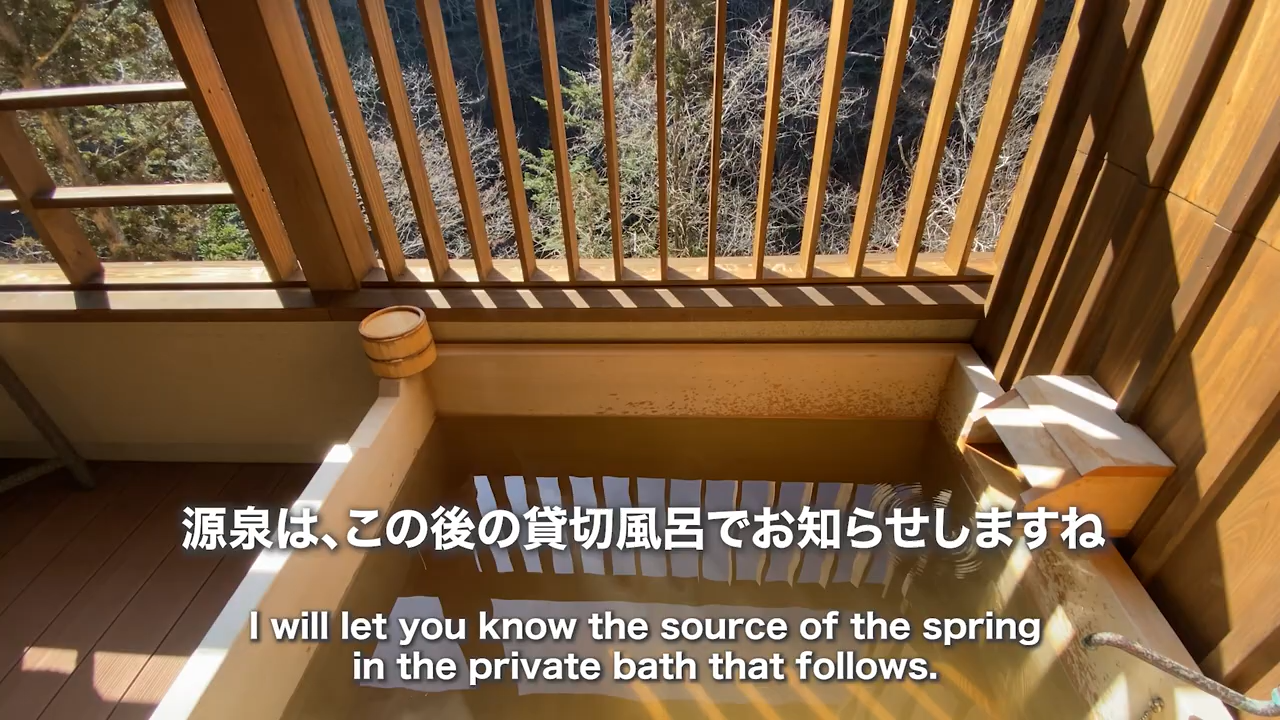 源泉は、この後の貸切風呂でお知らせしますね
I will let you know the source of the spring
in the private bath that follows.